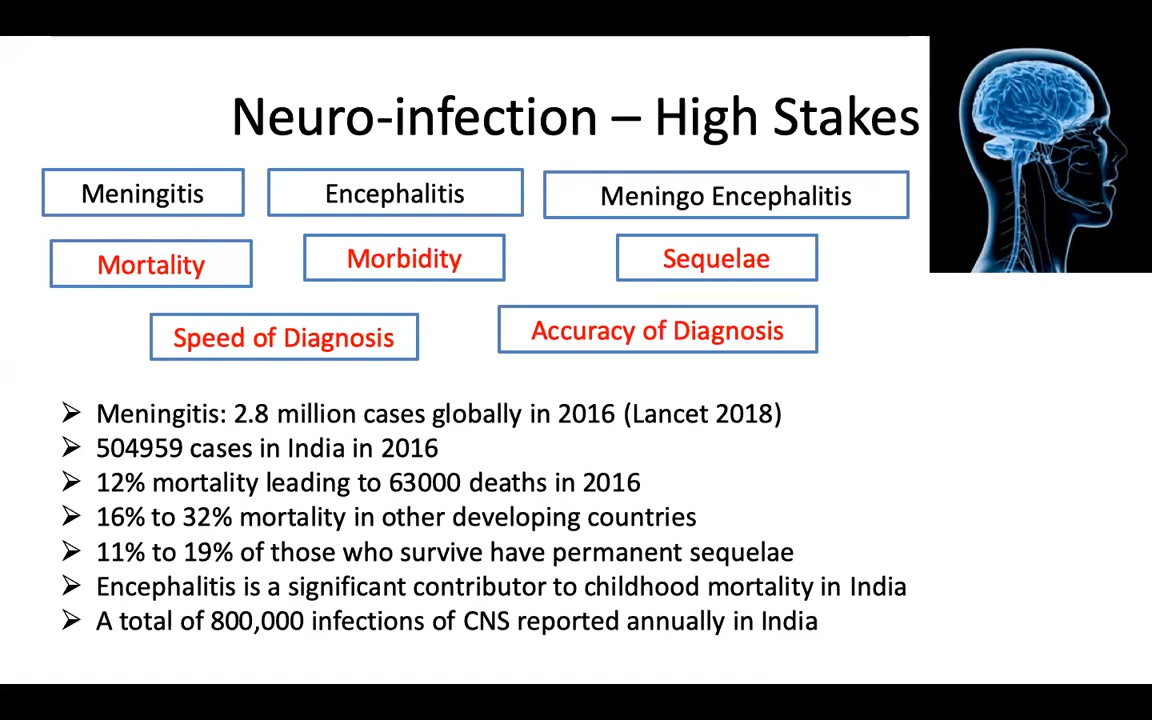 Neuro-infection – High Stakes
Meningitis
Encephalitis
Meningo Encephalitis
Mortality
Morbidity
Sequelae
Speed of Diagnosis
Accuracy of Diagnosis
➢ Meningitis: 2.8 million cases globally in 2016 (Lancet 2018)
➢ 504959 cases in India in 2016
➢ 12% mortality leading to 63000 deaths in 2016
➢ 16% to 32% mortality in other developing countries
➢ 11% to 19% of those who survive have permanent sequelae
➢ Encephalitis is a significant contributor to childhood mortality in India
➢ A total of 800,000 infections of CNS reported annually in India